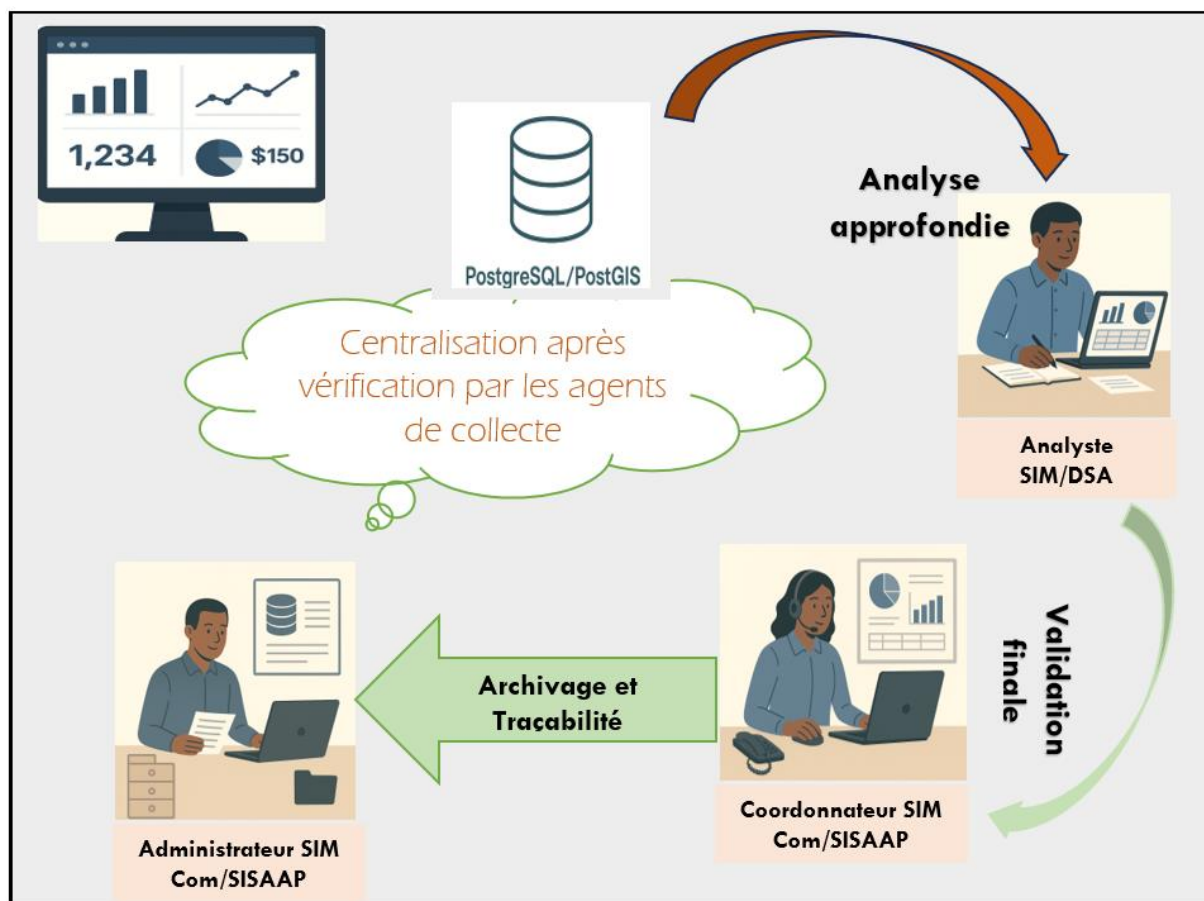 1,234
$150
PostgreSQL/PostGIS
Analyse
approfondie
Centralisation après
vérification par les agents
de collecte
Analyste
SIM/DSA
Validation
finale
Archivage et
Traçabilité
Coordonnateur SIM
Com/SISAAP
Administrateur SIM
Com/SISAAP